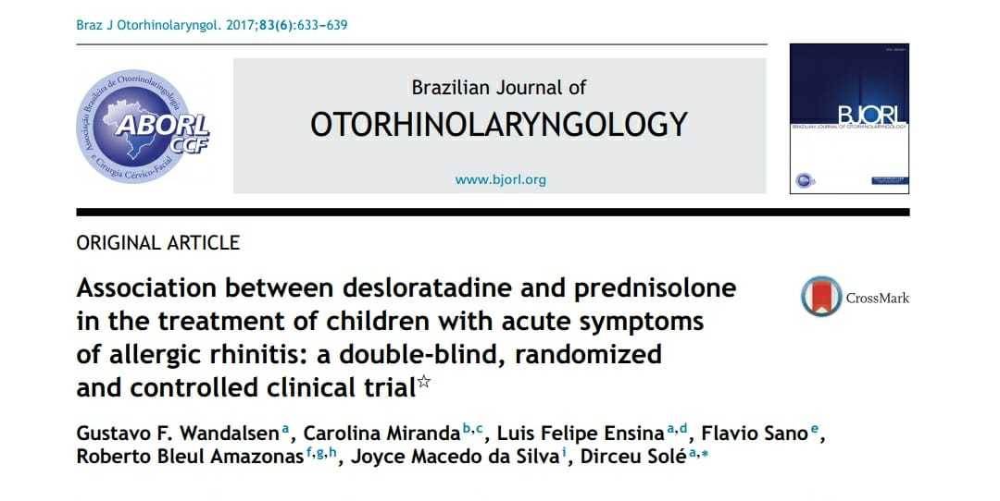 Braz J Otorhinolaryngol. 2017;83(6):633-639
Associação Brasileira de Otorrinolaringologia
e Cirurgia Cérvico-Facial
ABORL
CCF
Brazilian Journal of
OTORHINOLARYNGOLOGY
www.bjorl.org
BJORL
BRAZILIAN JOURNAL OF OTORHINOLARYNGOLOGY
ORIGINAL ARTICLE
Association between desloratadine and prednisolone
in the treatment of children with acute symptoms
of allergic rhinitis: a double-blind, randomized
and controlled clinical trial☆
CrossMark
Gustavo F. Wandalsen a, Carolina Miranda b,c, Luis Felipe Ensina a,d, Flavio Sano e,
Roberto Bleul Amazonas f,g,h, Joyce Macedo da Silva i, Dirceu Solé a,*